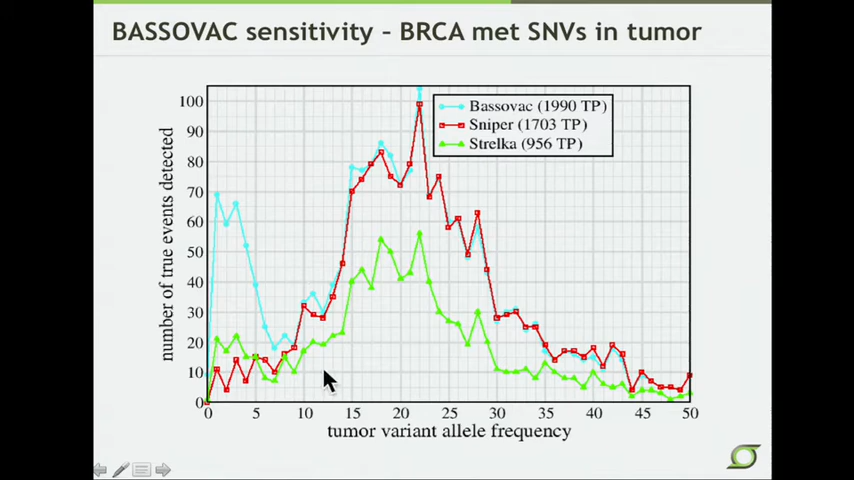 BASSOVAC sensitivity – BRCA met SNVs in tumor
number of true events detected
100
90
80
70
60
50
40
30
20
10
0
Bassovac (1990 TP)
Sniper (1703 TP)
Strelka (956 TP)
0 5 10 15 20 25 30 35 40 45 50
tumor variant allele frequency